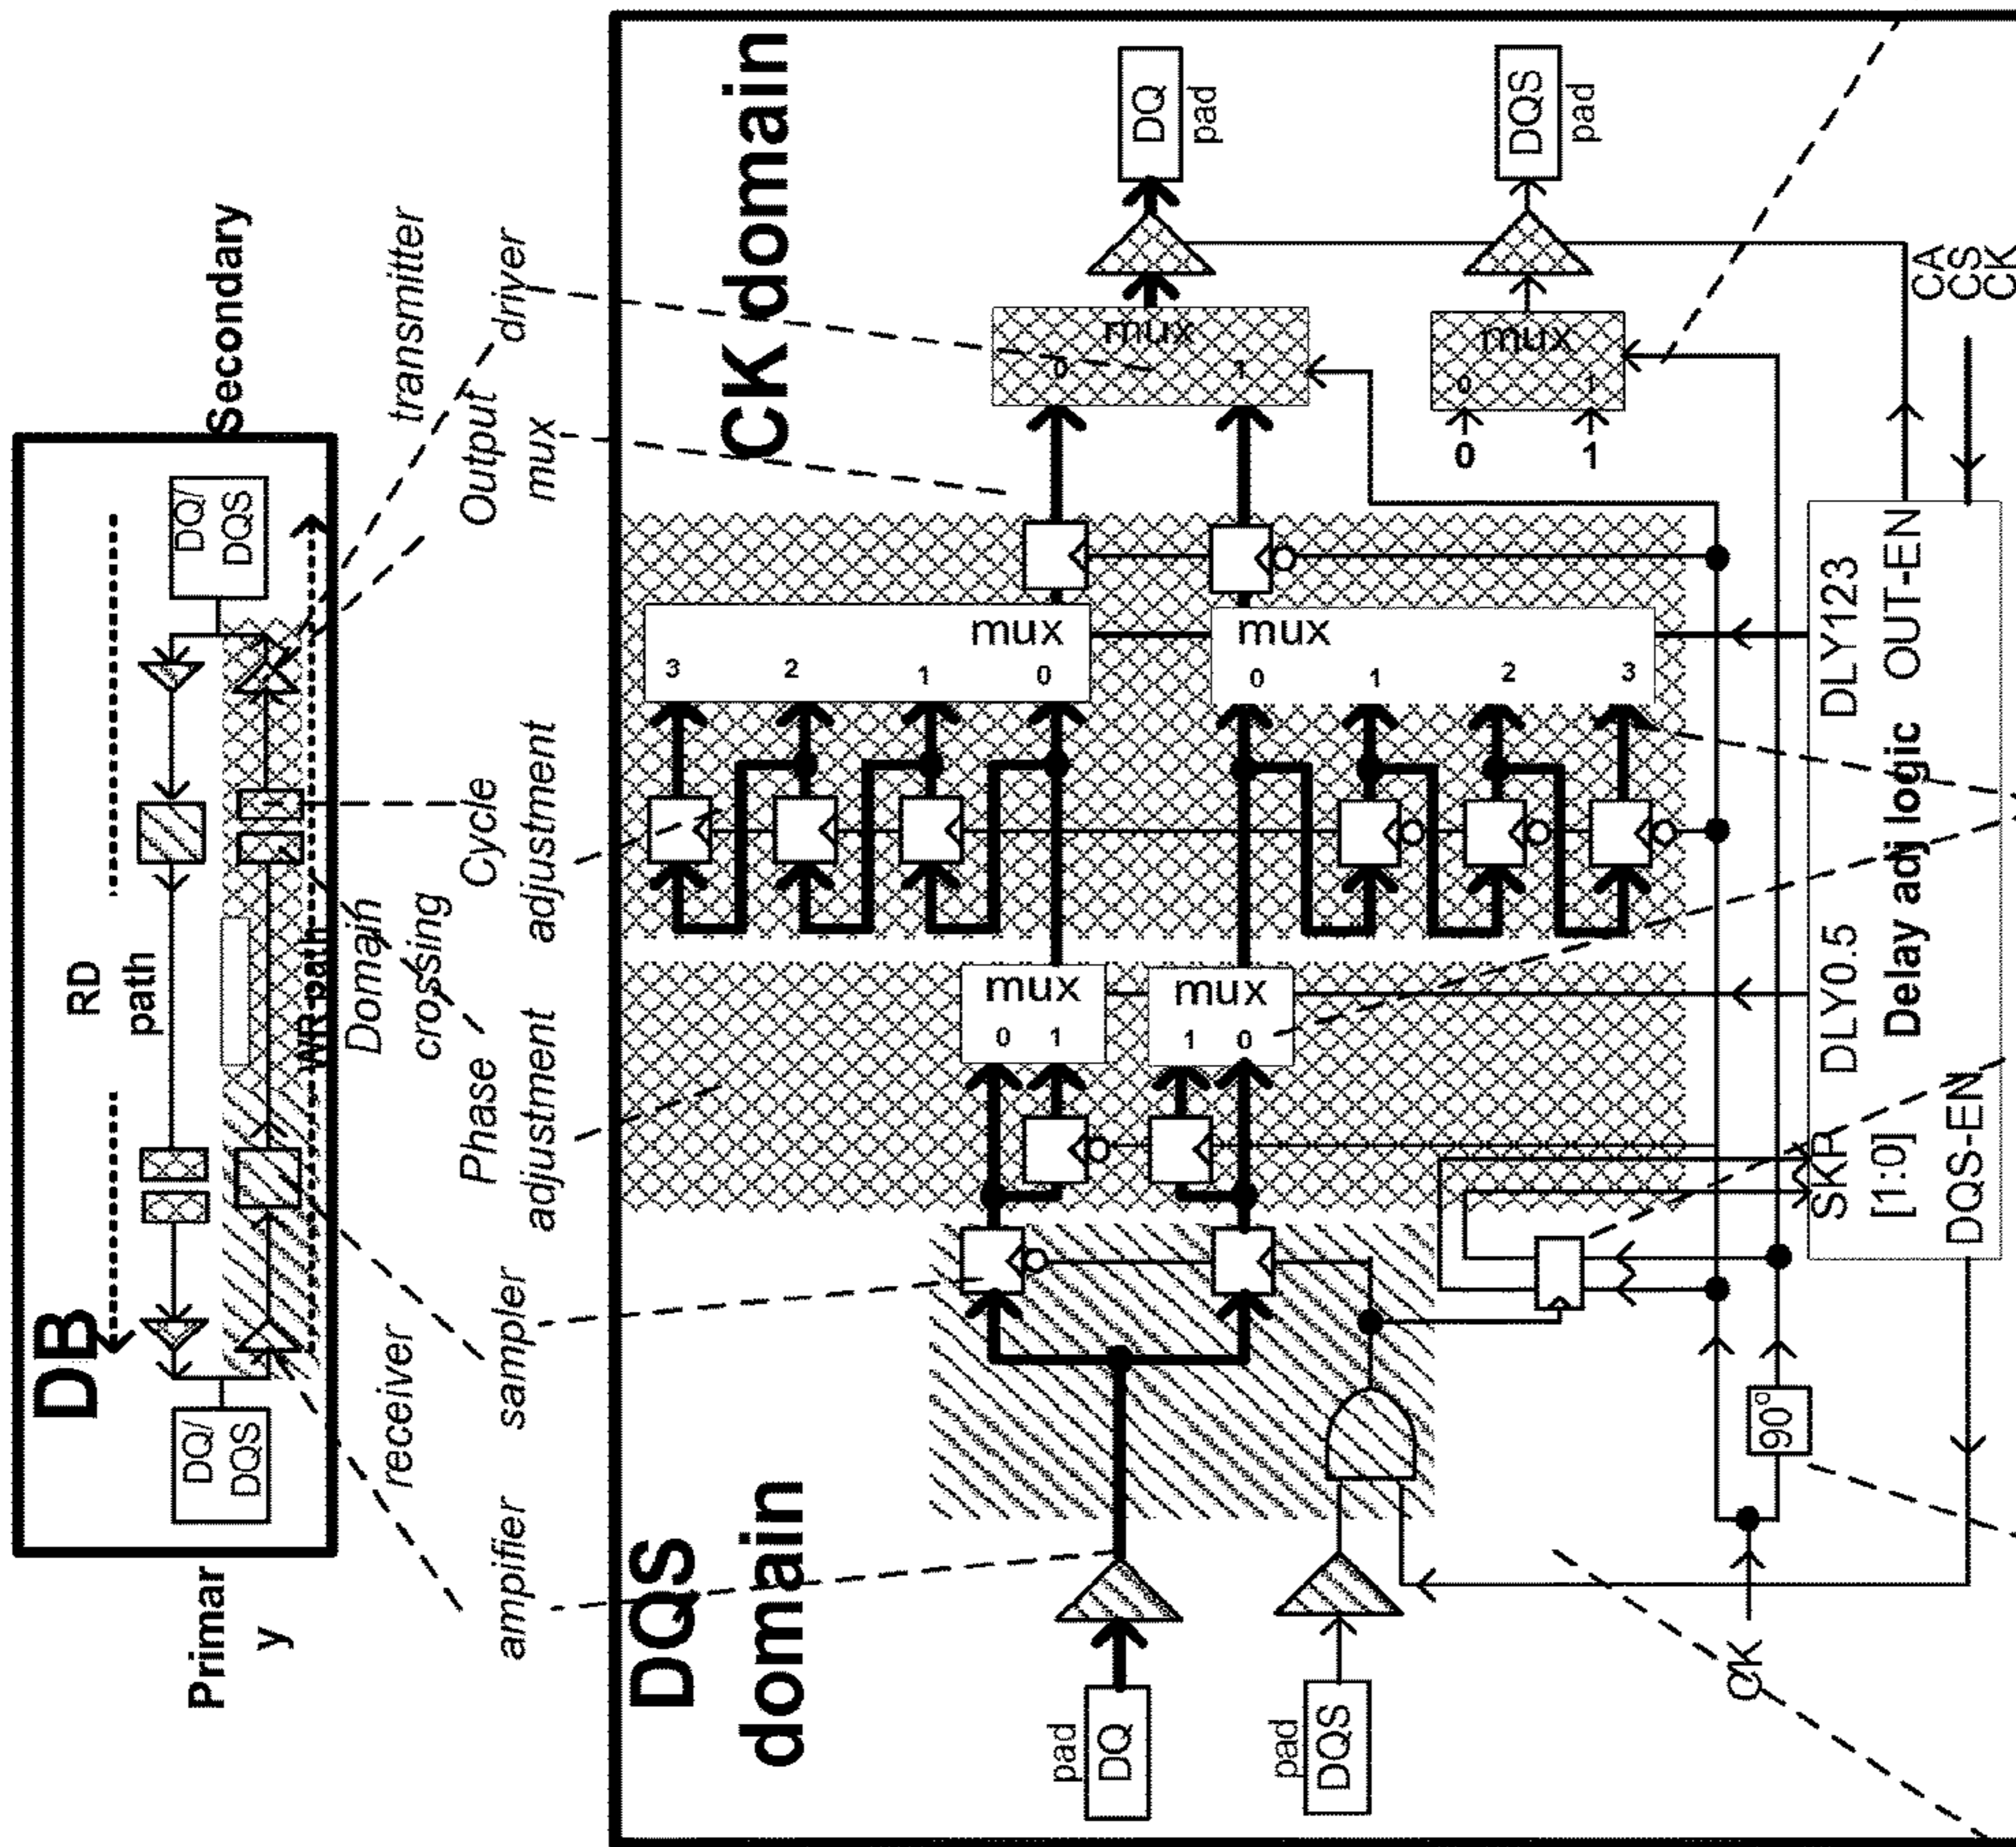 DB
RD
path
WR path
DQ/
DQS
DQ/
DQS
Primar
y
Secondary
receiver
ampifier
sampler
Phase
adjustment
Domain
crossing
Cycle
adjustment
Output
mux
transmitter
driver
DQS
domain
CK domain
pad
DQ
pad
DQS
mux
0
1
mux
1
0
mux
3
2
1
0
mux
0
1
2
3
mux
0
1
mux
0
1
0
1
DQ
pad
DQS
pad
CK
90°
SKP
[1:0]
DQS-EN
DLY0.5
Delay adj logic
DLY123
OUT-EN
CA
CS
CK